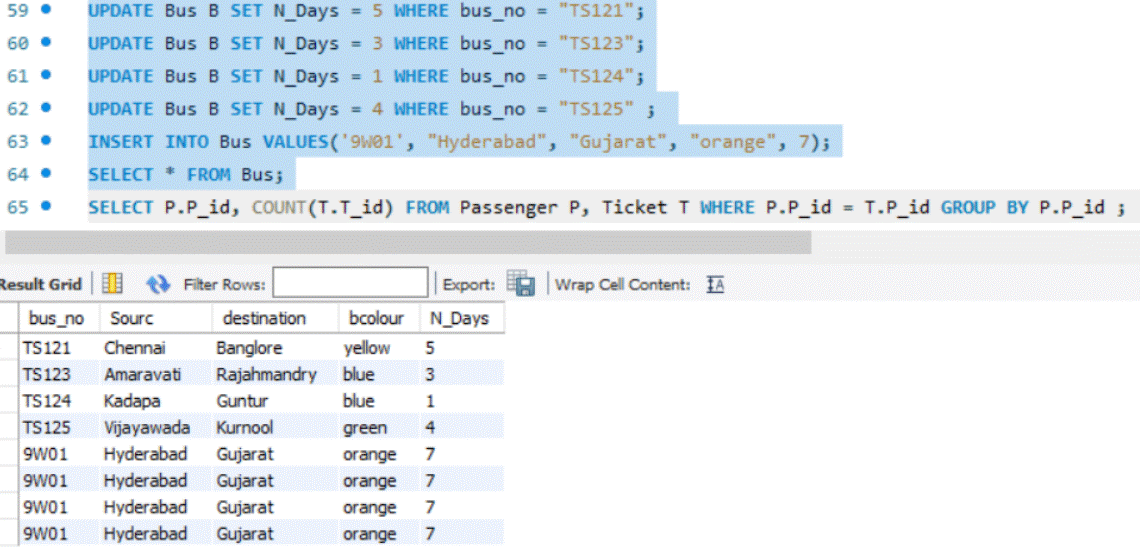 59 UPDATE Bus B SET N_Days = 5 WHERE bus_no = "TS121";
60 UPDATE Bus B SET N_Days = 3 WHERE bus_no = "TS123";
61 UPDATE Bus B SET N_Days = 1 WHERE bus_no = "TS124";
62 UPDATE Bus B SET N_Days = 4 WHERE bus_no = "TS125" ;
63 INSERT INTO Bus VALUES('9W01', "Hyderabad", "Gujarat", "orange", 7);
64 SELECT * FROM Bus;
65 SELECT P.P_id, COUNT(T.T_id) FROM Passenger P, Ticket T WHERE P.P_id = T.P_id GROUP BY P.P_id ;
Result Grid Filter Rows: Export: Wrap Cell Content: IA
bus_no Sourc destination bcolour N_Days
TS121 Chennai Banglore yellow 5
TS123 Amaravati Rajahmandry blue 3
TS124 Kadapa Guntur blue 1
TS125 Vijayawada Kurnool green 4
9W01 Hyderabad Gujarat orange 7
9W01 Hyderabad Gujarat orange 7
9W01 Hyderabad Gujarat orange 7
9W01 Hyderabad Gujarat orange 7